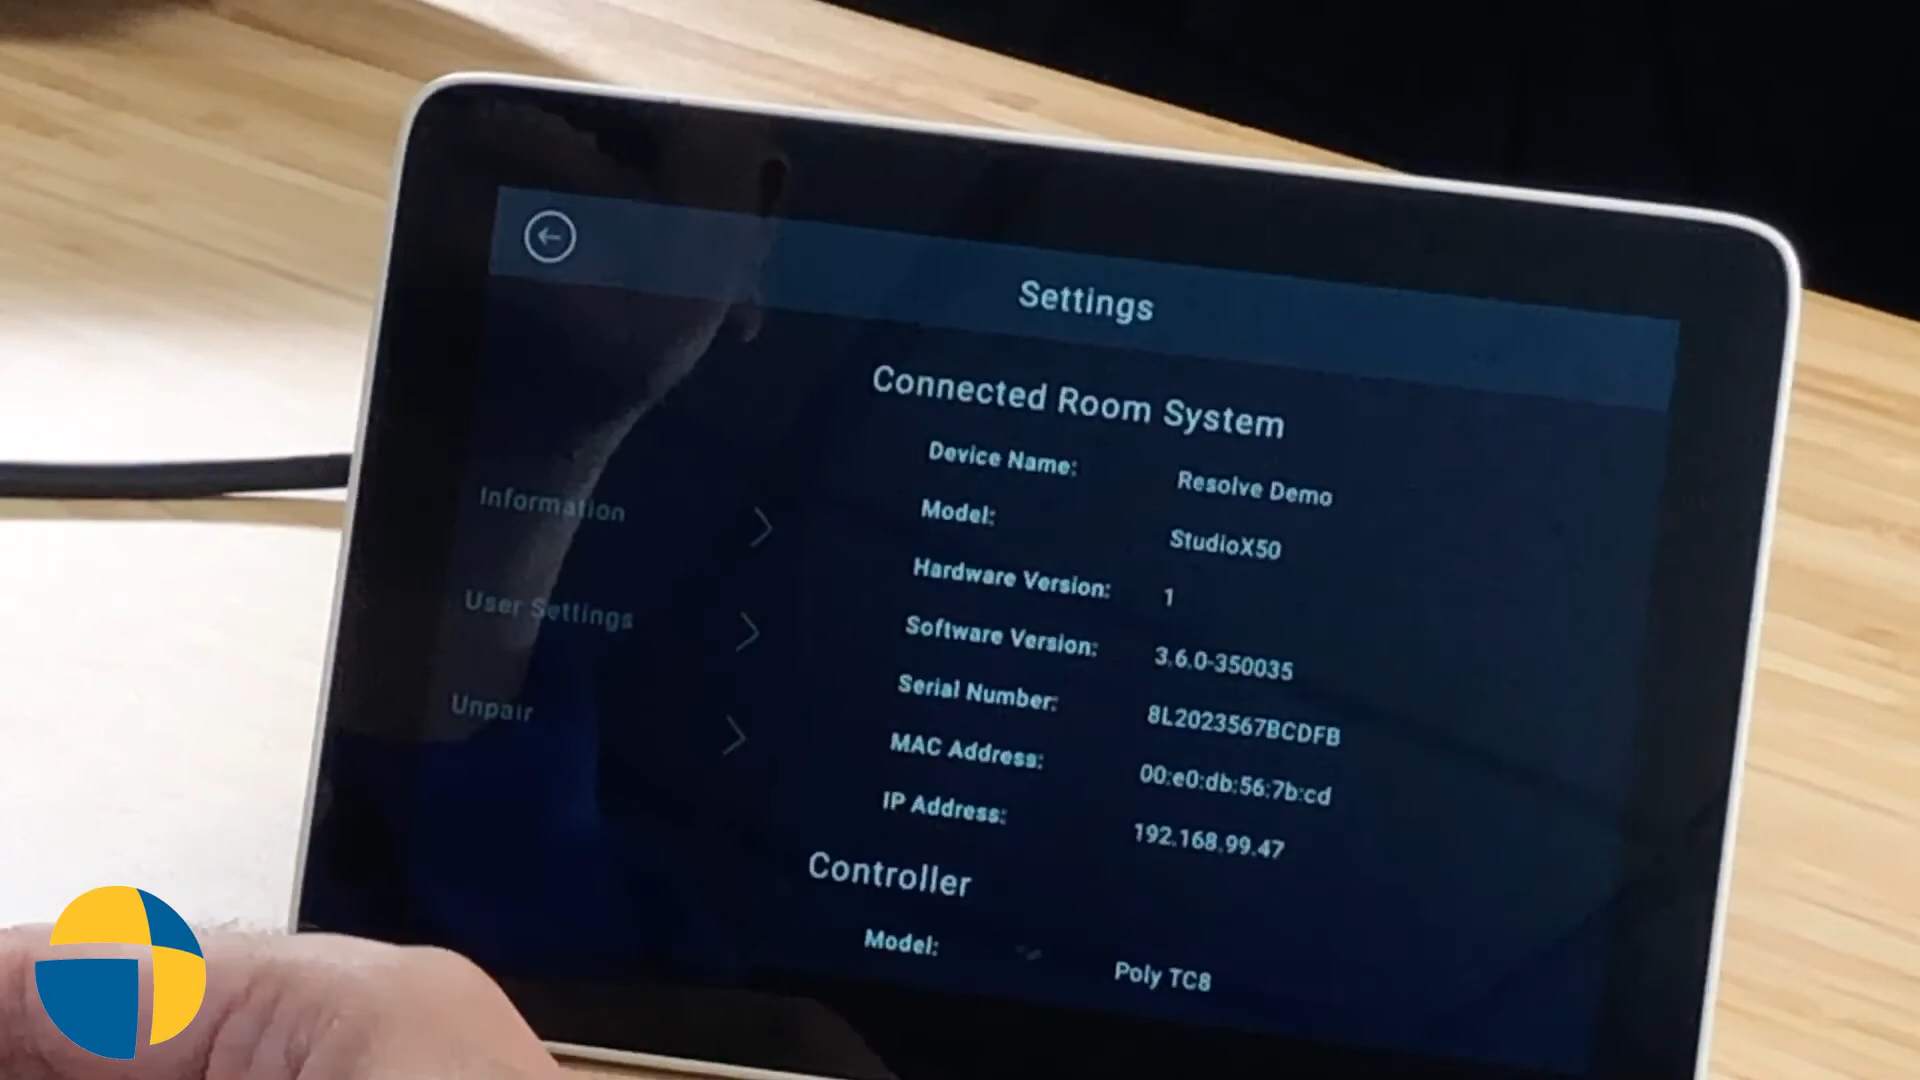 Settings
Information
User Settings
Unpair
Connected Room System
Device Name: Resolve Demo
Model: StudioX50
Hardware Version: 1
Software Version: 3.6.0-350035
Serial Number: 8L2023567BCDFB
MAC Address: 00:e0:db:56:7b:cd
IP Address: 192.168.99.47
Controller
Model: Poly TC8